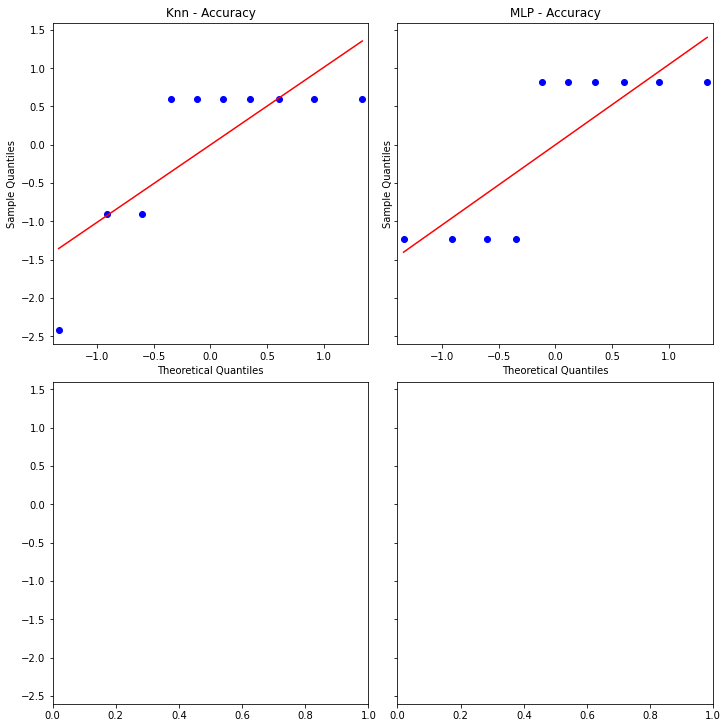 Knn - Accuracy
MLP - Accuracy
1.5
1.0
0.5
0.0
−0.5
−1.0
−1.5
−2.0
−2.5
Sample Quantiles
Sample Quantiles
−1.0 −0.5 0.0 0.5 1.0
−1.0 −0.5 0.0 0.5 1.0
Theoretical Quantiles
Theoretical Quantiles
1.5
1.0
0.5
0.0
−0.5
−1.0
−1.5
−2.0
−2.5
0.0 0.2 0.4 0.6 0.8 1.0
0.0 0.2 0.4 0.6 0.8 1.0